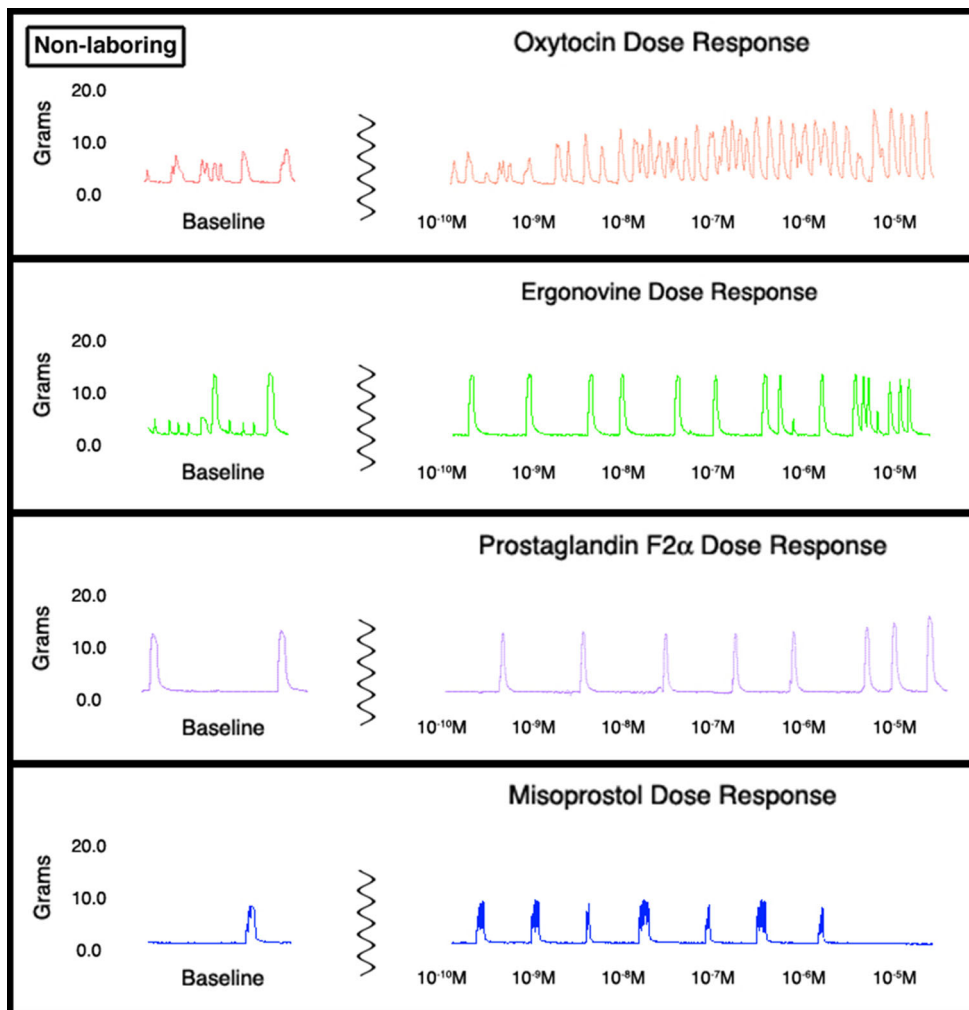 Non-laboring
Oxytocin Dose Response
Grams
20.0
10.0
0.0
Baseline
10⁻¹⁰M 10⁻⁹M 10⁻⁸M 10⁻⁷M 10⁻⁶M 10⁻⁵M
Ergonovine Dose Response
Grams
20.0
10.0
0.0
Baseline
10⁻¹⁰M 10⁻⁹M 10⁻⁸M 10⁻⁷M 10⁻⁶M 10⁻⁵M
Prostaglandin F2α Dose Response
Grams
20.0
10.0
0.0
Baseline
10⁻¹⁰M 10⁻⁹M 10⁻⁸M 10⁻⁷M 10⁻⁶M 10⁻⁵M
Misoprostol Dose Response
Grams
20.0
10.0
0.0
Baseline
10⁻¹⁰M 10⁻⁹M 10⁻⁸M 10⁻⁷M 10⁻⁶M 10⁻⁵M